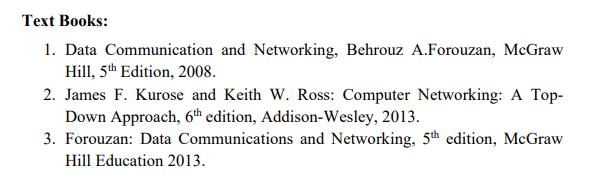 Text Books:
1. Data Communication and Networking, Behrouz A.Forouzan, McGraw
Hill, 5th Edition, 2008.
2. James F. Kurose and Keith W. Ross: Computer Networking: A Top-
Down Approach, 6th edition, Addison-Wesley, 2013.
3. Forouzan: Data Communications and Networking, 5th edition, McGraw
Hill Education 2013.